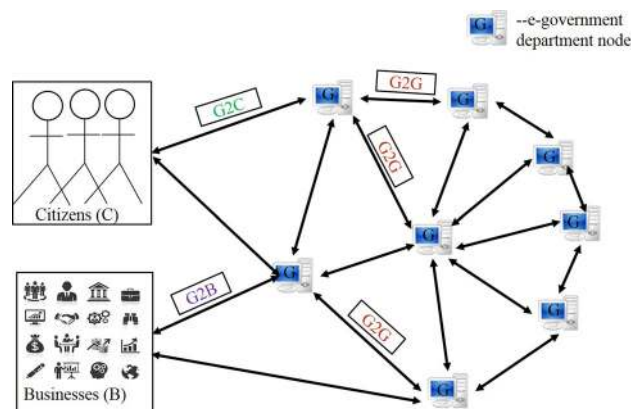 G
--e-government
department node
G2C
G
G2G
G
G2G
G
Citizens (C)
G
G
G
G2B
G
G2G
G
Businesses (B)